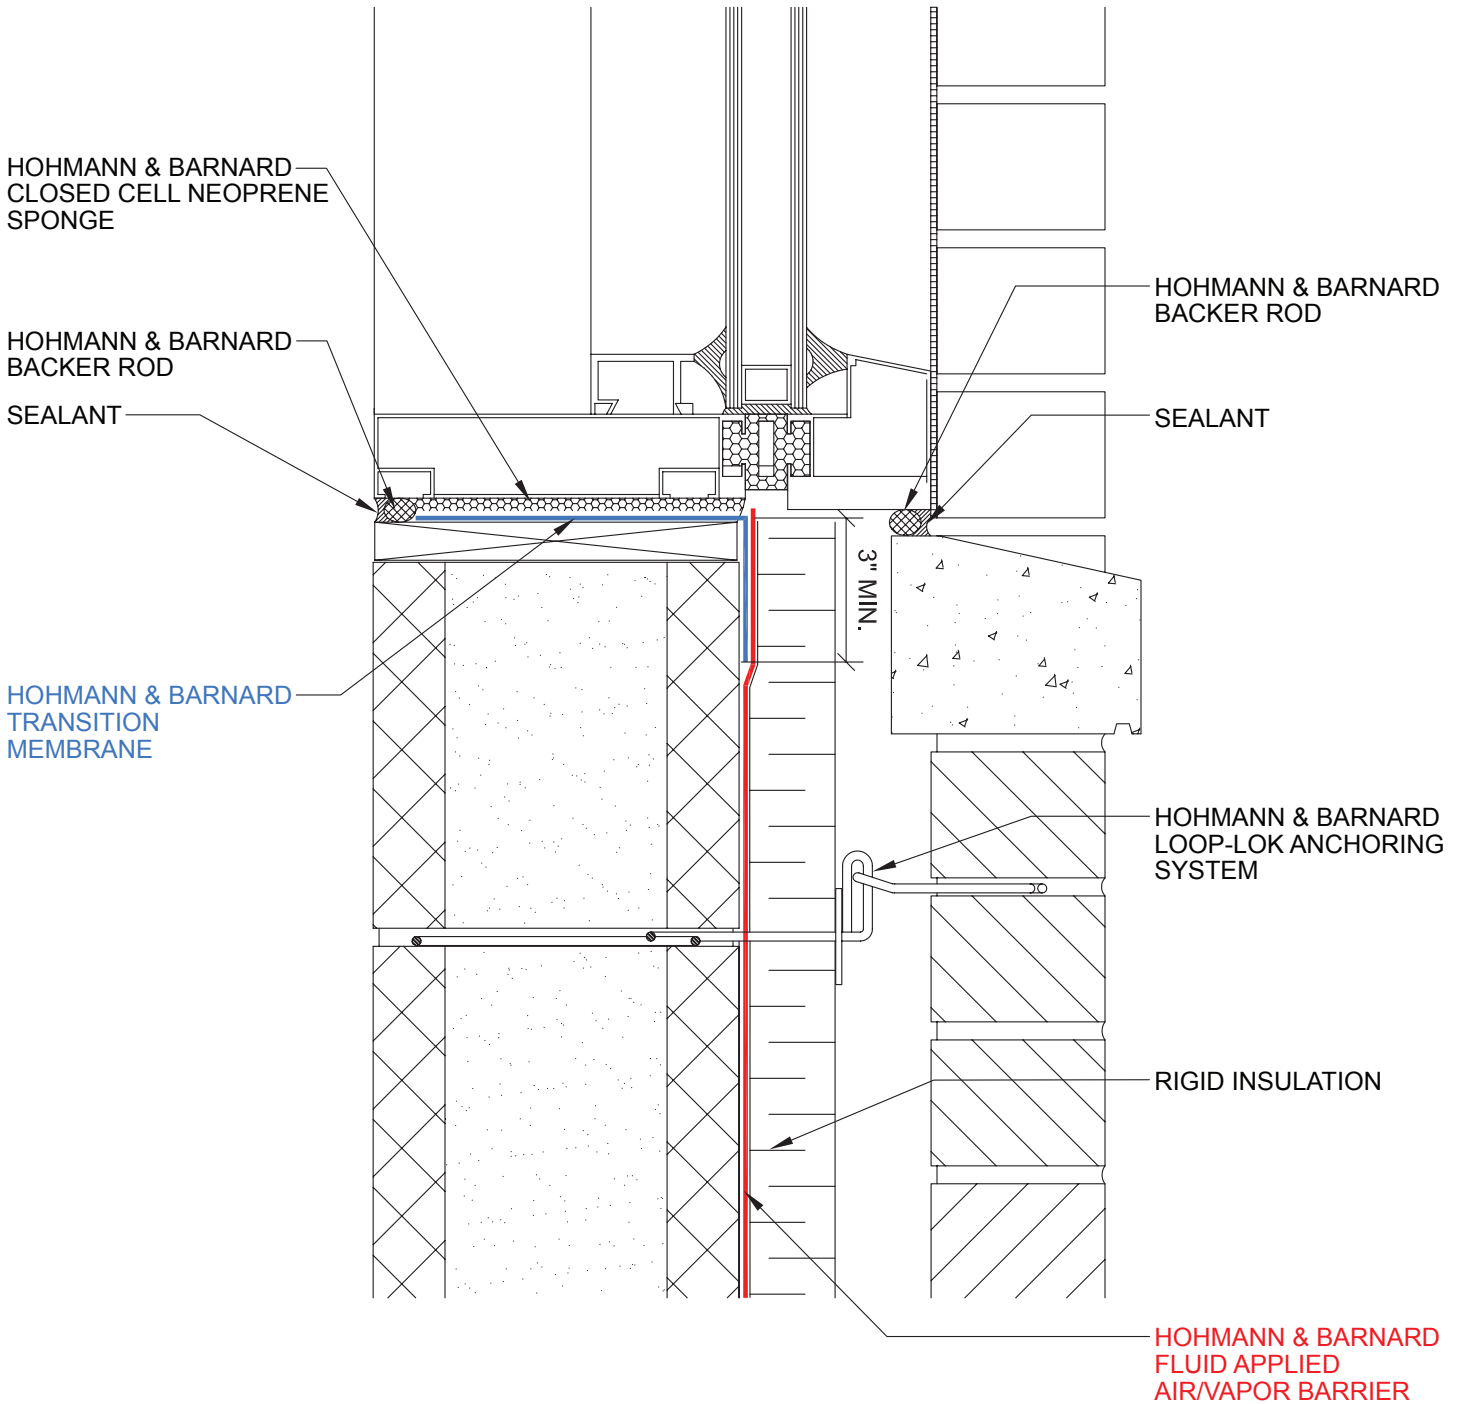 HOHMANN & BARNARD
CLOSED CELL NEOPRENE
SPONGE
HOHMANN & BARNARD
BACKER ROD
SEALANT
HOHMANN & BARNARD
TRANSITION
MEMBRANE
3" MIN.
HOHMANN & BARNARD
BACKER ROD
SEALANT
HOHMANN & BARNARD
LOOP-LOK ANCHORING
SYSTEM
RIGID INSULATION
HOHMANN & BARNARD
FLUID APPLIED
AIR/VAPOR BARRIER